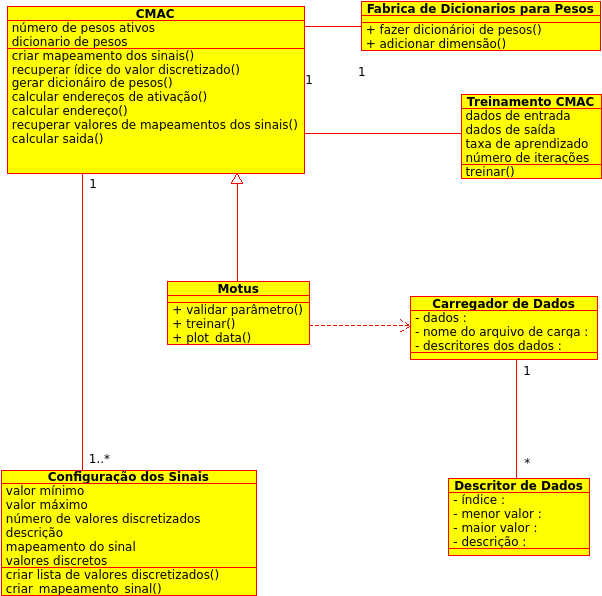 CMAC
número de pesos ativos
dicionario de pesos
criar mapeamento dos sinais()
recuperar ídice do valor discretizado()
gerar dicionáiro de pesos()
calcular endereços de ativação()
calcular endereço()
recuperar valores de mapeamentos dos sinais()
calcular saida()
Fabrica de Dicionarios para Pesos
+ fazer dicionárioi de pesos()
+ adicionar dimensão()
1
1
Treinamento CMAC
dados de entrada
dados de saída
taxa de aprendizado
número de iterações
treinar()
1
Motus
+ validar parâmetro()
+ treinar()
+ plot_data()
Carregador de Dados
- dados :
- nome do arquivo de carga :
- descritores dos dados :
1
1..*
*
Configuração dos Sinais
valor mínimo
valor máximo
número de valores discretizados
descrição
mapeamento do sinal
valores discretos
criar lista de valores discretizados()
criar_mapeamento_sinal()
Descritor de Dados
- índice :
- menor valor :
- maior valor :
- descrição :